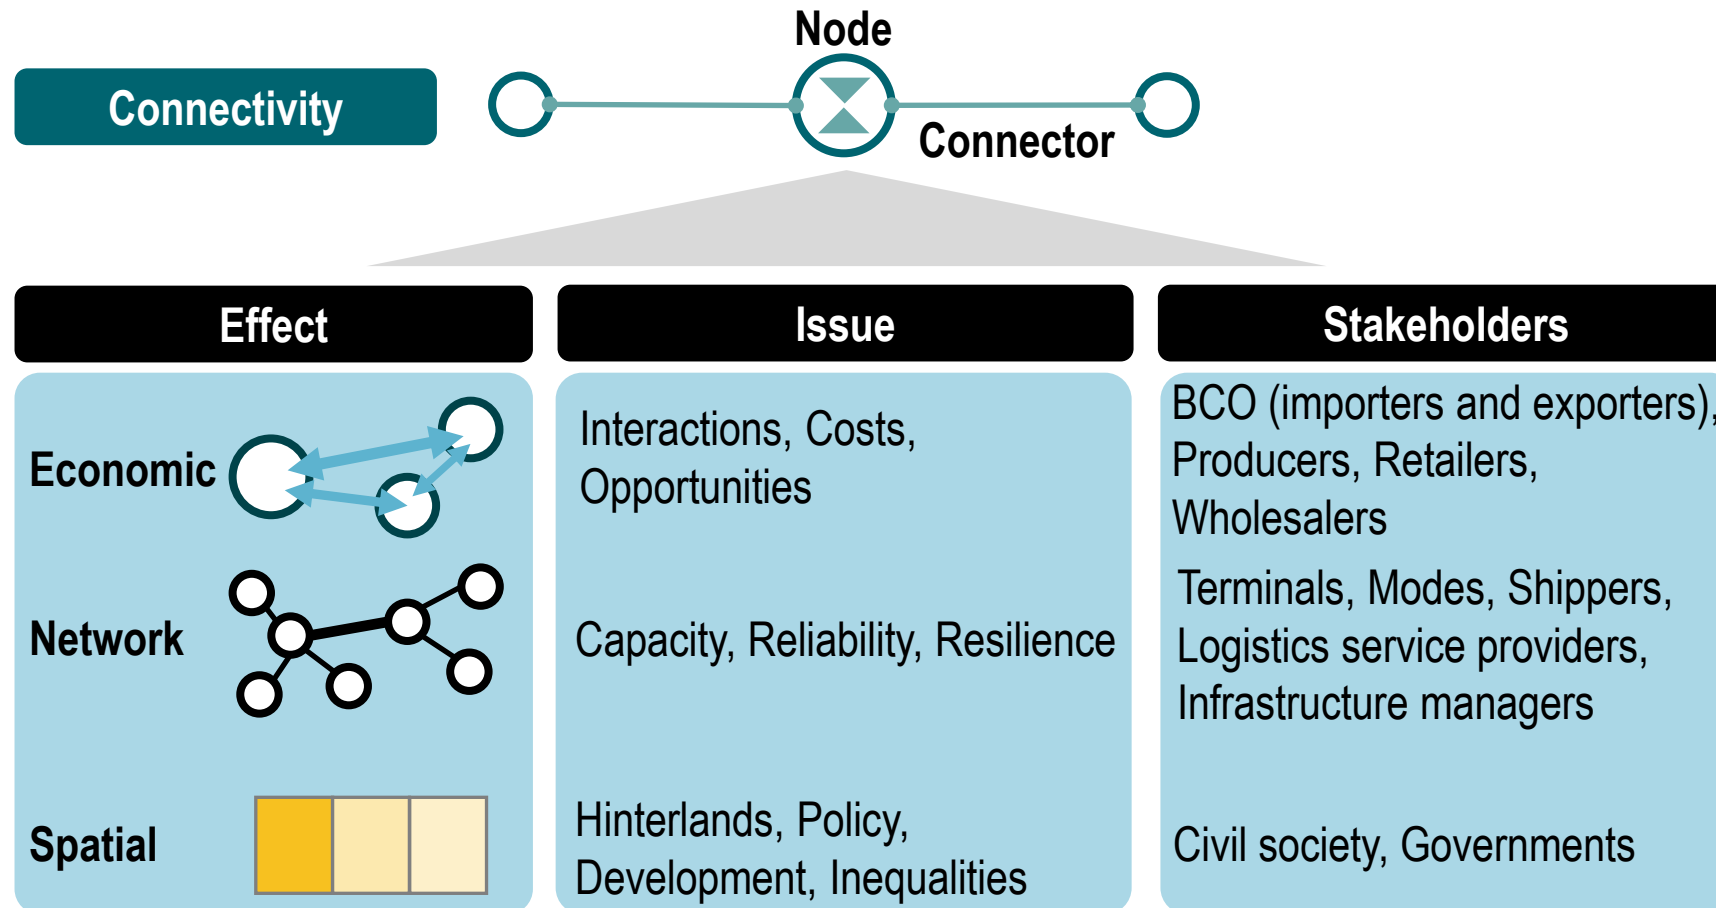 Node
Connectivity
Connector
Effect
Issue
Stakeholders
Economic
Interactions, Costs,
Opportunities
BCO (importers and exporters),
Producers, Retailers,
Wholesalers
Network
Capacity, Reliability, Resilience
Terminals, Modes, Shippers,
Logistics service providers,
Infrastructure managers
Spatial
Hinterlands, Policy,
Development, Inequalities
Civil society, Governments